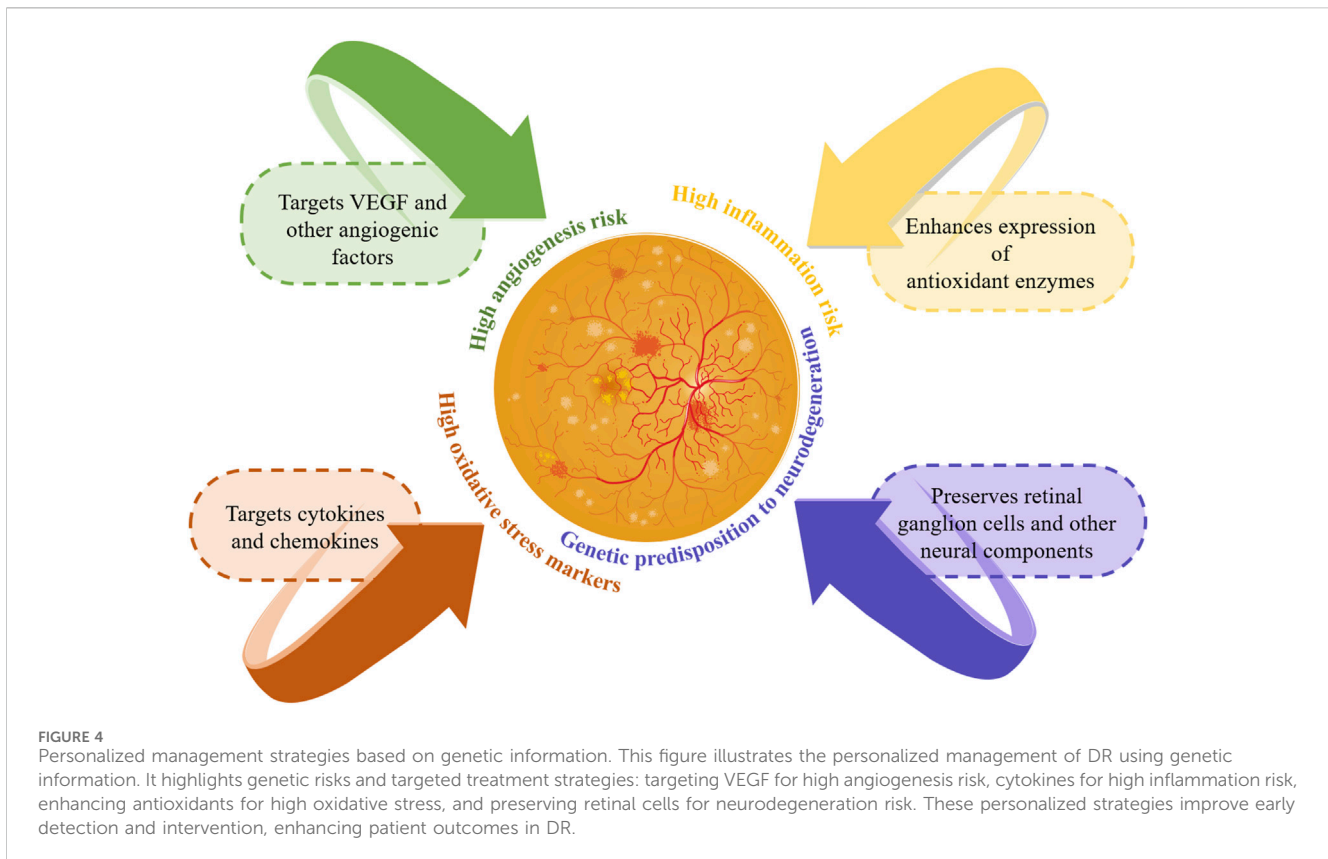 Targets VEGF and
other angiogenic
factors
High angiogenesis risk
High inflammation risk
Enhances expression
of
antioxidant enzymes
Targets cytokines
and chemokines
High oxidative stress markers
Genetic predisposition to neurodegeneration
Preserves retinal
ganglion cells and other
neural components
FIGURE 4
Personalized management strategies based on genetic information. This figure illustrates the personalized management of DR using genetic
information. It highlights genetic risks and targeted treatment strategies: targeting VEGF for high angiogenesis risk, cytokines for high inflammation risk,
enhancing antioxidants for high oxidative stress, and preserving retinal cells for neurodegeneration risk. These personalized strategies improve early
detection and intervention, enhancing patient outcomes in DR.